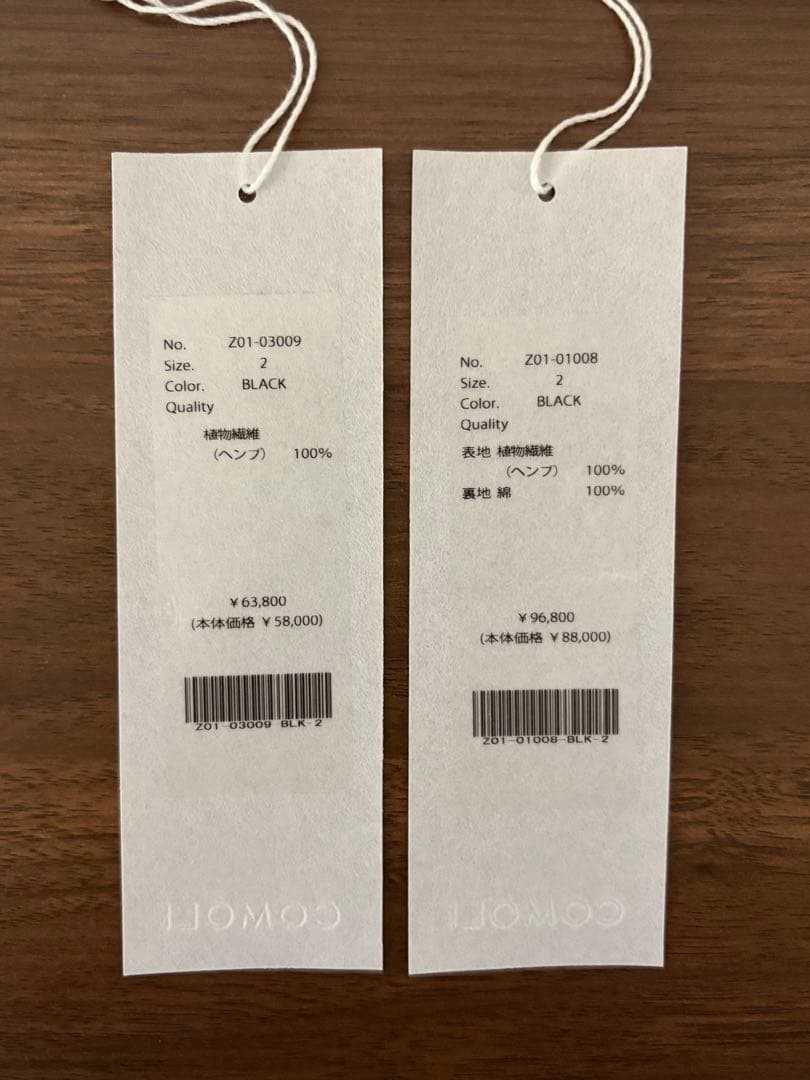 No. Z01-03009
Size. 2
Color. BLACK
Quality
植物繊維
（ヘンプ） 100%
￥63,800
(本体価格 ￥58,000)
Z01-03009 BLK-2
COMOLI
No. Z01-01008
Size. 2
Color. BLACK
Quality
表地 植物繊維
（ヘンプ） 100%
裏地 綿 100%
￥96,800
(本体価格 ￥88,000)
Z01-01008-BLK-2
COMOLI